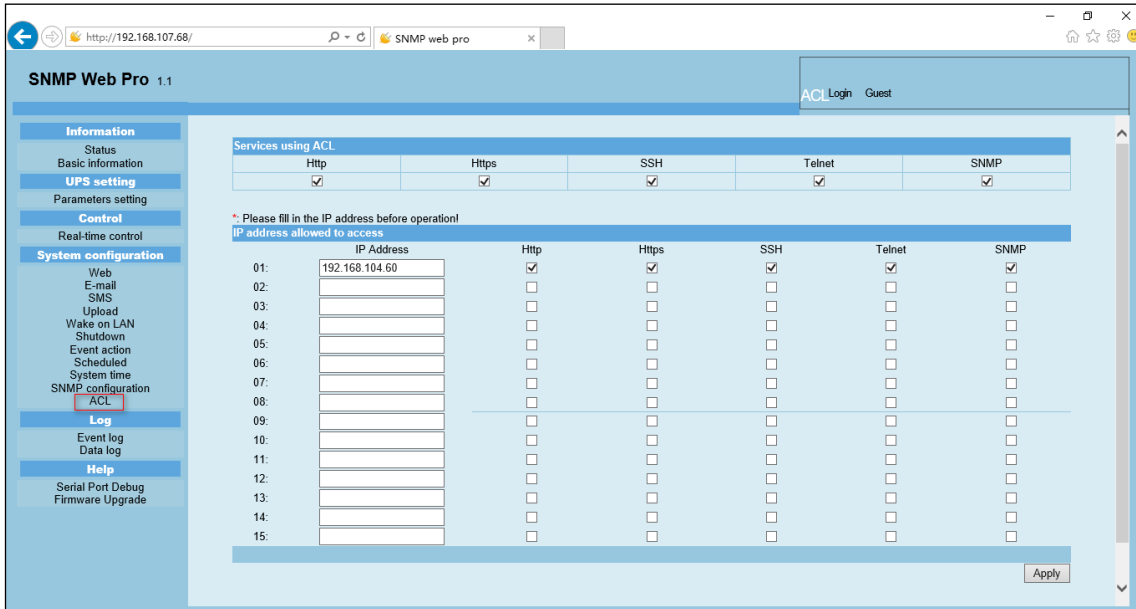 http://192.168.107.68/
SNMP web pro
SNMP Web Pro 1.1
ACL Login Guest
Information
Status
Basic information
UPS setting
Parameters setting
Control
Real-time control
System configuration
Web
E-mail
SMS
Upload
Wake on LAN
Shutdown
Event action
Scheduled
System time
SNMP configuration
ACL
Log
Event log
Data log
Help
Serial Port Debug
Firmware Upgrade
Services using ACL
Http Https SSH Telnet SNMP
*: Please fill in the IP address before operation!
IP address allowed to access
IP Address Http Https SSH Telnet SNMP
01: 192.168.104.60
02:
03:
04:
05:
06:
07:
08:
09:
10:
11:
12:
13:
14:
15:
Apply